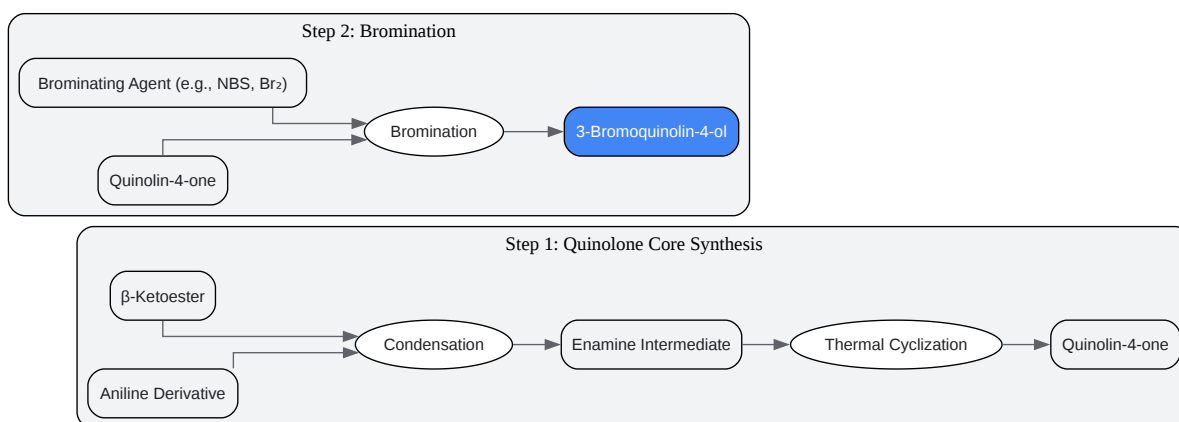 Step 2: Bromination
Brominating Agent (e.g., NBS, Br₂)
Bromination
3-Bromoquinolin-4-ol
Quinolin-4-one
Step 1: Quinolone Core Synthesis
β-Ketoester
Condensation
Enamine Intermediate
Thermal Cyclization
Quinolin-4-one
Aniline Derivative